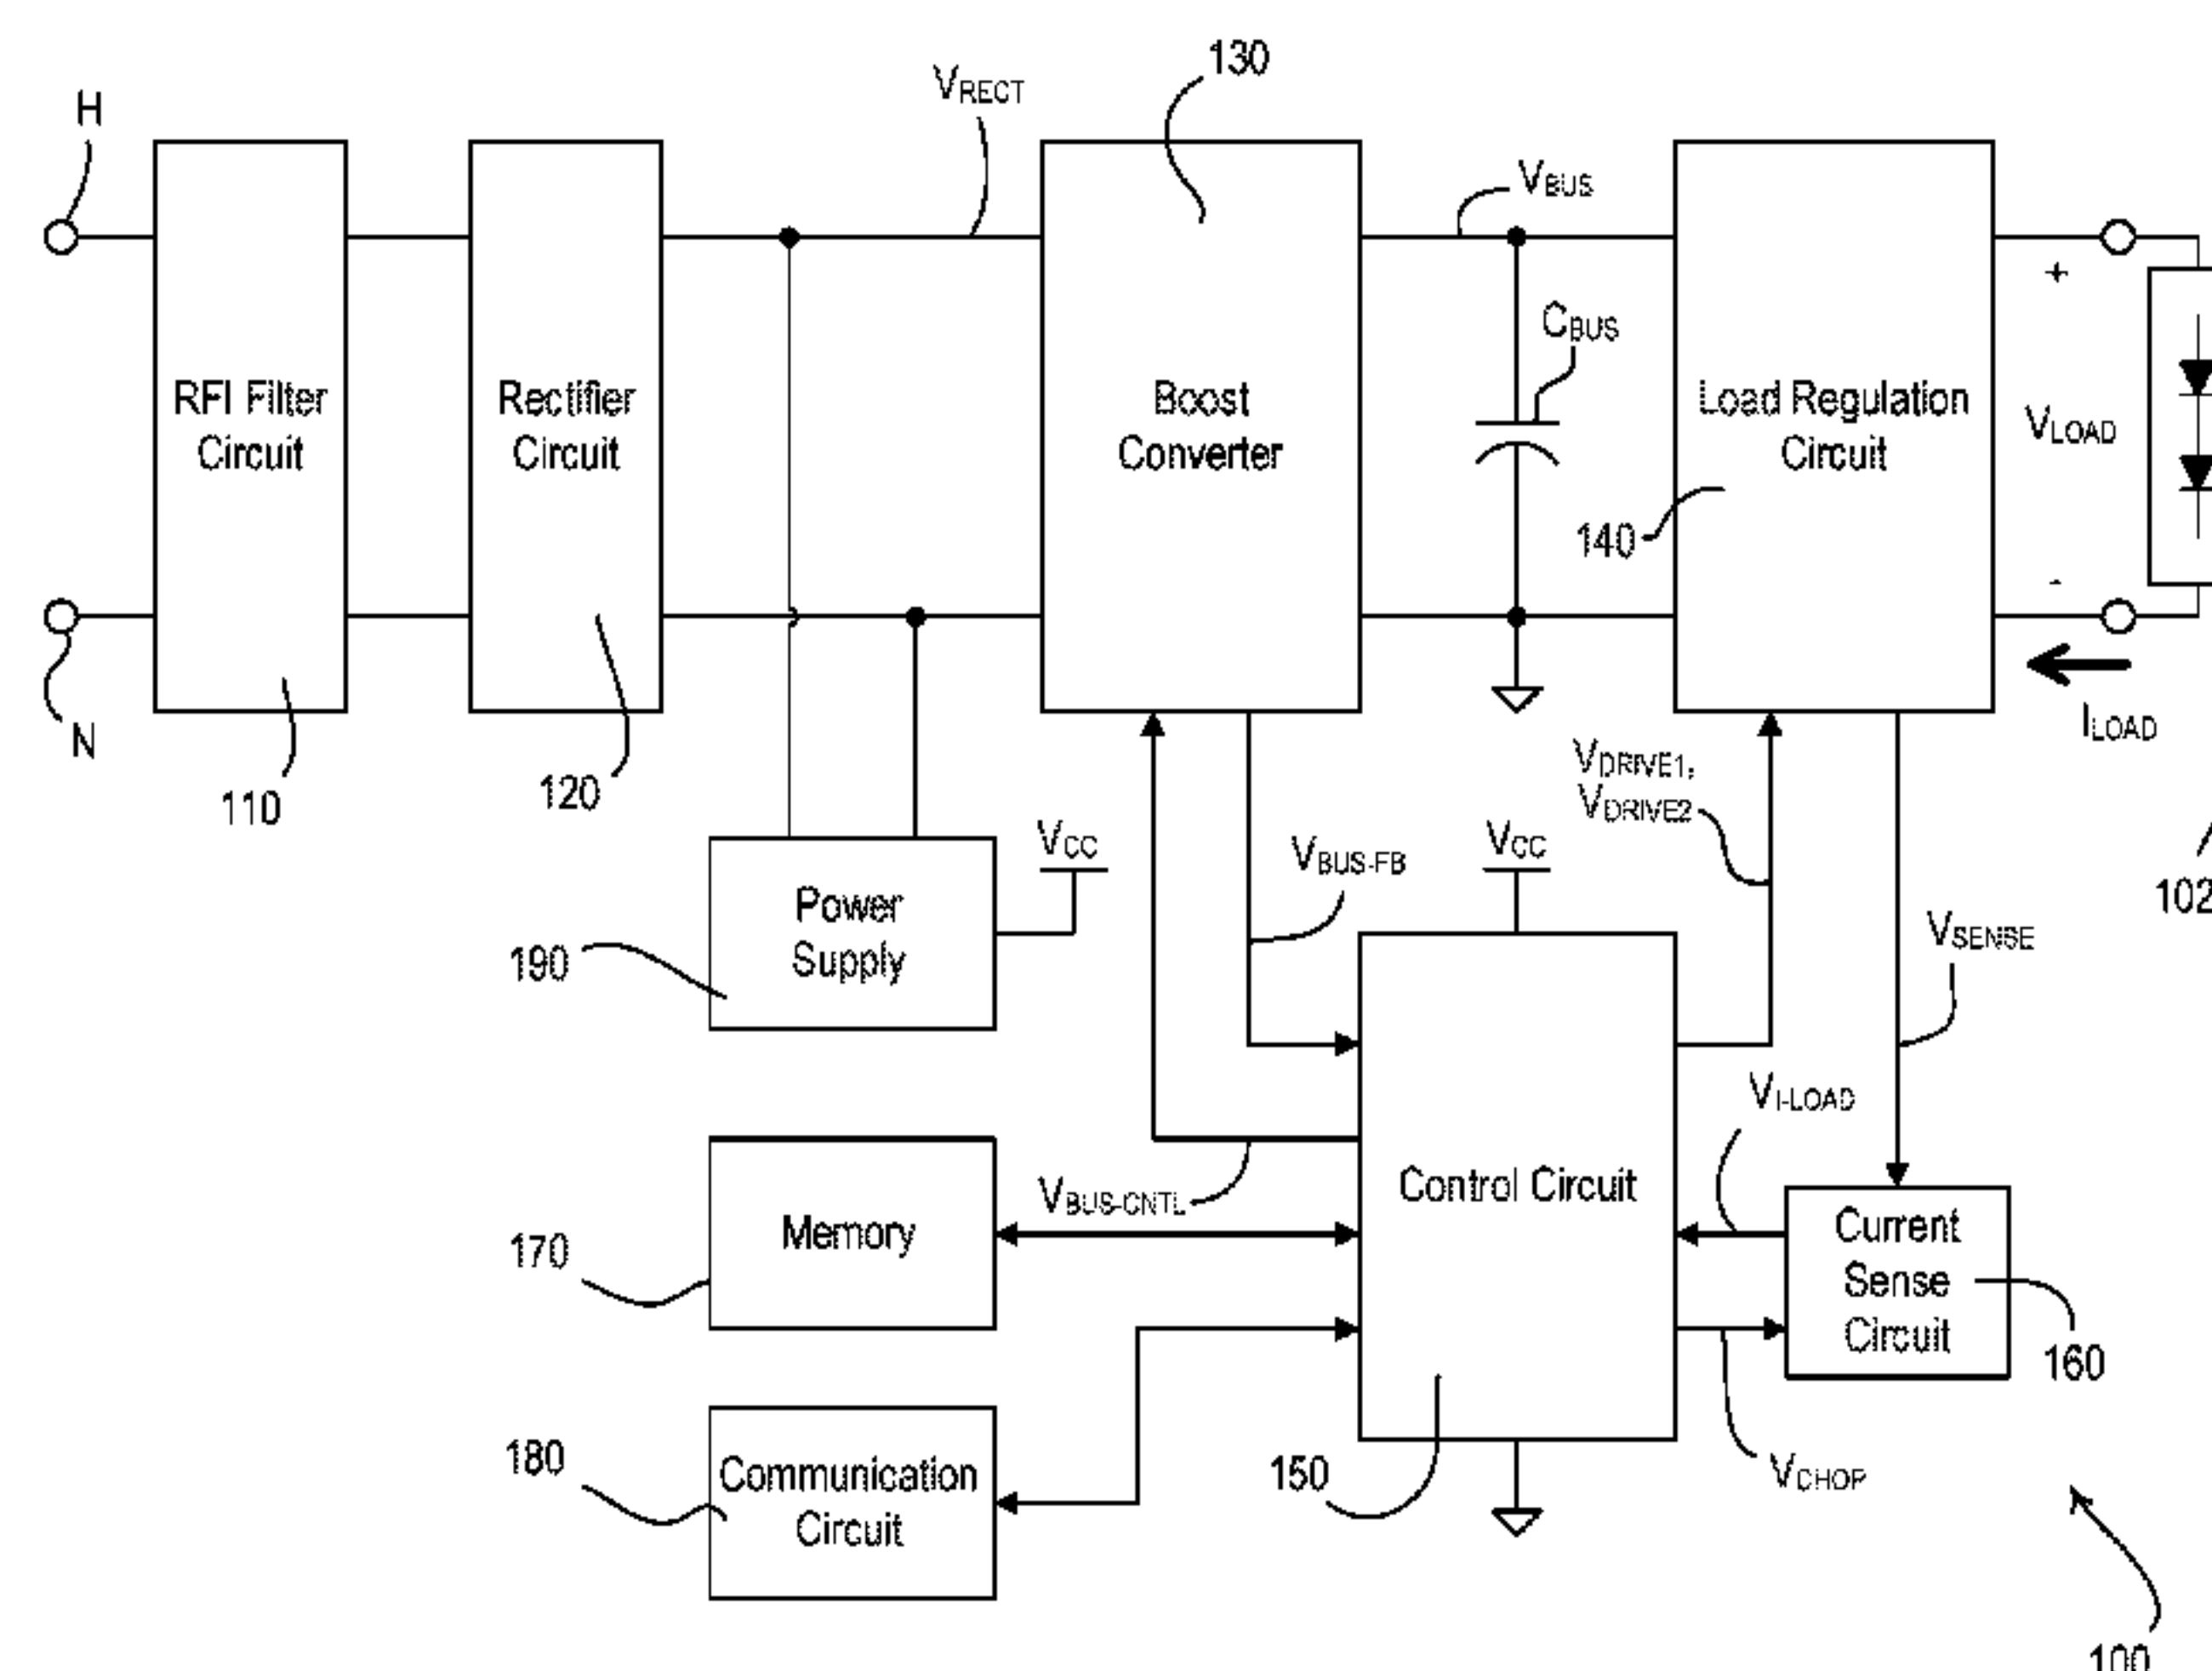 130
VRECT
H
VBUS
CBUS
RFI Filter
Circuit
Rectifier
Circuit
Boost
Converter
Load Regulation
Circuit
VLOAD
+
-
140
N
ILOAD
110
120
VDRIVE1,
VDRIVE2
VCC
VBUS-FB
VCC
102
Power
Supply
190
VSENSE
VI-LOAD
Control Circuit
VBUS-CNTL
Memory
170
Current
Sense
Circuit
160
180
Communication
Circuit
150
VCHOP
100